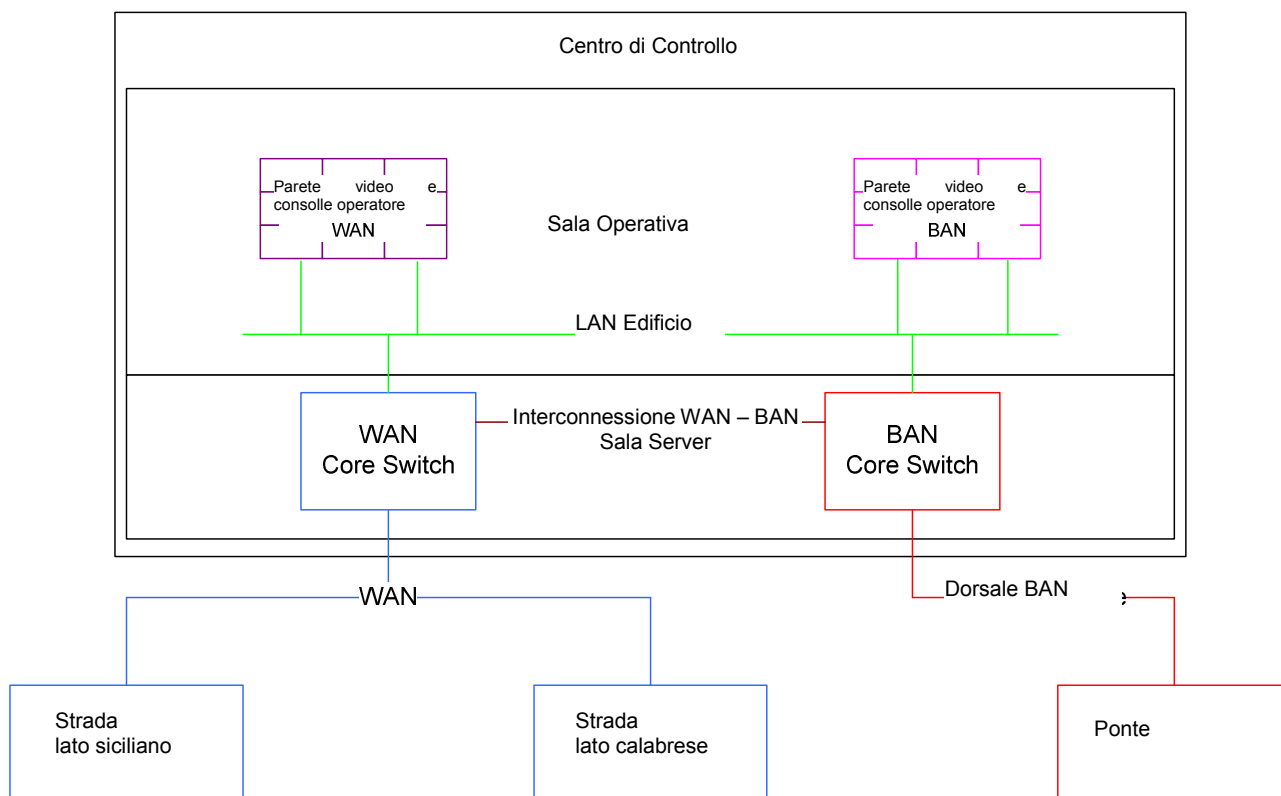 Centro di Controllo
Parete video e
consolle operatore
WAN
Parete video e
consolle operatore
BAN
Sala Operativa
LAN Edificio
WAN
Core Switch
Interconnessione WAN – BAN
Sala Server
BAN
Core Switch
WAN
Dorsale BAN
Strada
lato siciliano
Strada
lato calabrese
Ponte